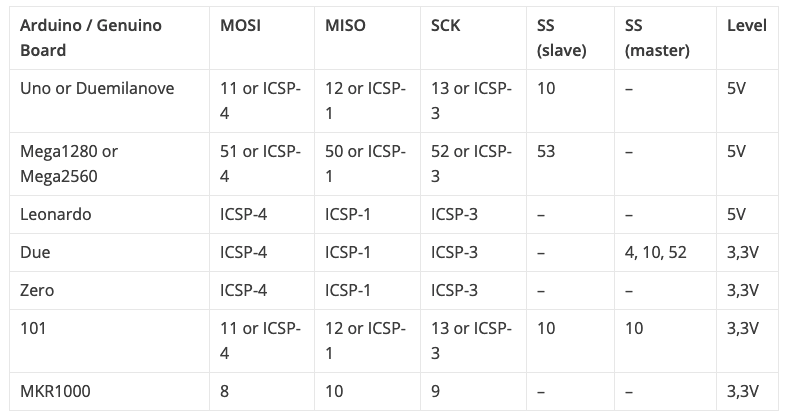 Arduino / Genuino Board | MOSI | MISO | SCK | SS (slave) | SS (master) | Level
Uno or Duemilanove | 11 or ICSP-4 | 12 or ICSP-1 | 13 or ICSP-3 | 10 | – | 5V
Mega1280 or Mega2560 | 51 or ICSP-4 | 50 or ICSP-1 | 52 or ICSP-3 | 53 | – | 5V
Leonardo | ICSP-4 | ICSP-1 | ICSP-3 | – | – | 5V
Due | ICSP-4 | ICSP-1 | ICSP-3 | – | 4, 10, 52 | 3,3V
Zero | ICSP-4 | ICSP-1 | ICSP-3 | – | – | 3,3V
101 | 11 or ICSP-4 | 12 or ICSP-1 | 13 or ICSP-3 | 10 | 10 | 3,3V
MKR1000 | 8 | 10 | 9 | – | – | 3,3V